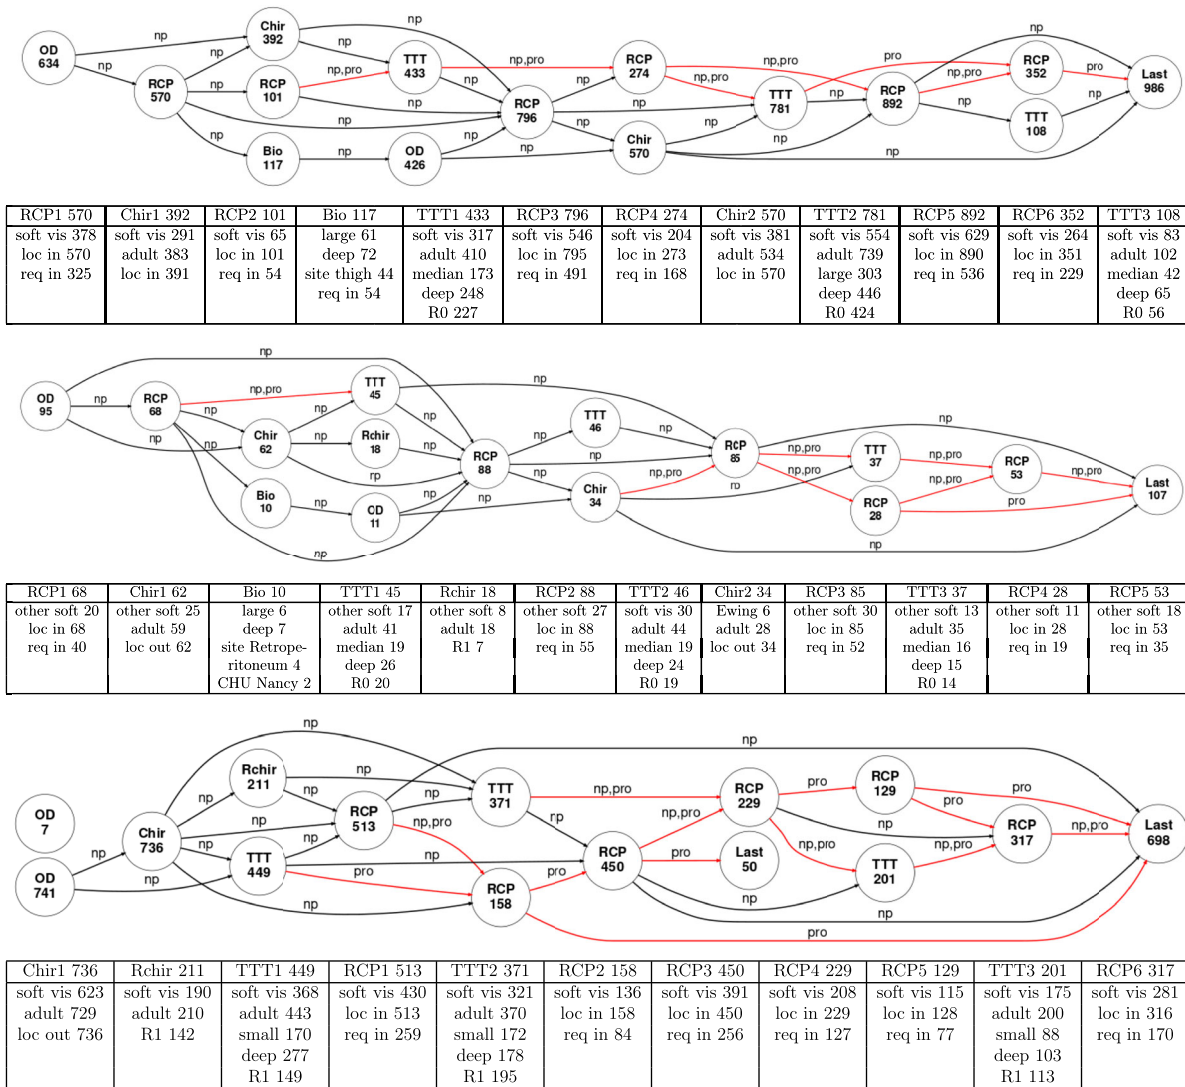 OD 634
RCP 570
Chir 392
RCP 101
Bio 117
TTT 433
OD 426
RCP 796
RCP 274
Chir 570
TTT 781
RCP 892
RCP 352
TTT 108
Last 986
np
np
np
np
np
np
np
np
np,pro
np
np
np
np,pro
np
np
np
np
np
np
np,pro
np,pro
np
np
np
pro
np
np
np,pro
np
np
pro
np
RCP1 570 Chir1 392 RCP2 101 Bio 117 TTT1 433 RCP3 796 RCP4 274 Chir2 570 TTT2 781 RCP5 892 RCP6 352 TTT3 108
soft vis 378 soft vis 291 soft vis 65 large 61 soft vis 317 soft vis 546 soft vis 204 soft vis 381 soft vis 554 soft vis 629 soft vis 264 soft vis 83
loc in 570 adult 383 loc in 101 deep 72 adult 410 loc in 795 loc in 273 adult 534 adult 739 loc in 890 loc in 351 adult 102
req in 325 loc in 391 req in 54 site thigh 44 median 173 req in 491 req in 168 loc in 570 large 303 req in 536 req in 229 median 42
req in 54 deep 248 deep 446 deep 65
R0 227 R0 424 R0 56
OD 95
RCP 68
Chir 62
Bio 10
TTT 45
Rchir 18
CD 11
RCP 88
TTT 46
Chir 34
RCP 85
TTT 37
RCP 28
RCP 53
Last 107
np
np
np
np,pro
np
np
np
np
np
np
np
rp
np
np
np
np
np
np
np
np
np,pro
ro
np,pro
np,pro
np
np,pro
np,pro
np,pro
pro
np
RCP1 68 Chir1 62 Bio 10 TTT1 45 Rchir 18 RCP2 88 TTT2 46 Chir2 34 RCP3 85 TTT3 37 RCP4 28 RCP5 53
other soft 20 other soft 25 large 6 other soft 17 other soft 8 other soft 27 soft vis 30 Ewing 6 other soft 30 other soft 13 other soft 11 other soft 18
loc in 68 adult 59 deep 7 adult 41 adult 18 loc in 88 adult 44 adult 28 loc in 85 adult 35 loc in 28 loc in 53
req in 40 loc out 62 site Retrope- median 19 R1 7 req in 55 median 19 loc out 34 req in 52 median 16 req in 19 req in 35
ritoneum 4 deep 26 deep 24 deep 15
CHU Nancy 2 R0 20 R0 19 R0 14
OD 7
OD 741
Chir 736
Rchir 211
TTT 449
RCP 513
TTT 371
RCP 158
RCP 450
RCP 229
Last 50
RCP 129
TTT 201
RCP 317
Last 698
np
np
np
np
np
np
np
np
np
np
np
pro
np
np,pro
np
np
np,pro
np
pro
np,pro
pro
np
np
pro
pro
np
np,pro
pro
pro
np,pro
np,pro
RCP1 513
Chir1 736 Rchir 211 TTT1 449 RCP1 513 TTT2 371 RCP2 158 RCP3 450 RCP4 229 RCP5 129 TTT3 201 RCP6 317
soft vis 623 soft vis 190 soft vis 368 soft vis 430 soft vis 321 soft vis 136 soft vis 391 soft vis 208 soft vis 115 soft vis 175 soft vis 281
adult 729 adult 210 adult 443 loc in 513 adult 370 loc in 158 loc in 450 loc in 229 loc in 128 adult 200 loc in 316
loc out 736 R1 142 small 170 req in 259 small 172 req in 84 req in 256 req in 127 req in 77 small 88 req in 170
deep 277 deep 178 deep 103
R1 149 R1 195 R1 113